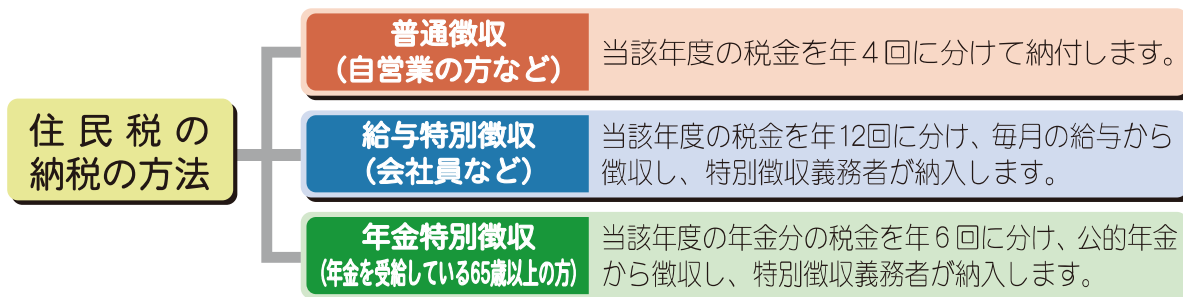 住民税の
納税の方法
普通徴収
(自営業の方など)
当該年度の税金を年4回に分けて納付します。
給与特別徴収
(会社員など)
当該年度の税金を年12回に分け、毎月の給与から
徴収し、特別徴収義務者が納入します。
年金特別徴収
(年金を受給している65歳以上の方)
当該年度の年金分の税金を年6回に分け、公的年金
から徴収し、特別徴収義務者が納入します。